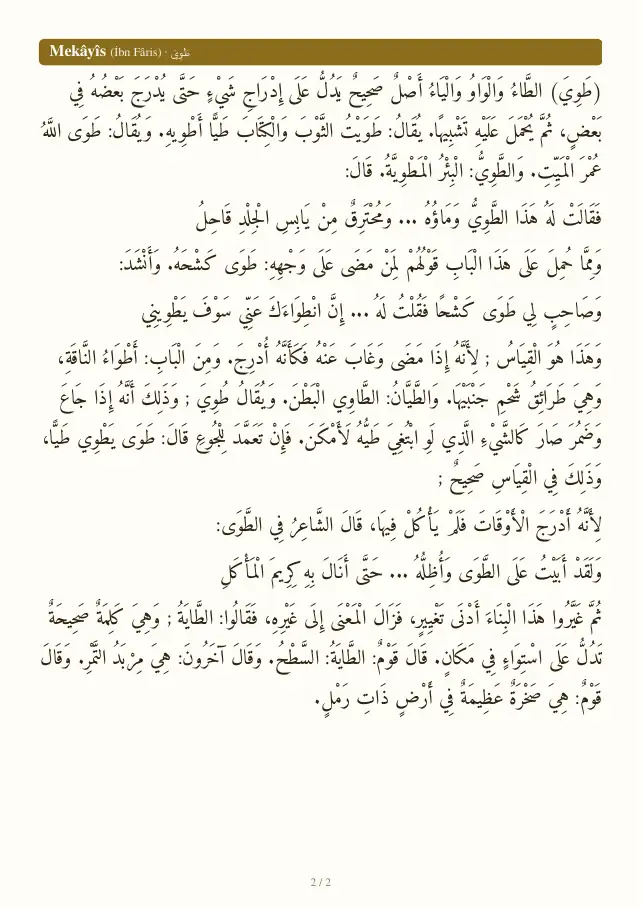 Mekâyîs (İbn Fâris) · طَوِيَ
(طَوِيَ) الطَّاءُ وَالْوَاوُ وَالْيَاءُ أَصْلٌ صَحِيحٌ يَدُلُّ عَلَى إِدْرَاجِ شَيْءٍ حَتَّى يُدْرَجَ بَعْضُهُ فِي
بَعْضٍ، ثُمَّ يُحْمَلَ عَلَيْهِ تَشْبِيهًا. يُقَالُ: طَوَيْتُ الثَّوْبَ وَالْكِتَابَ طَيًّا أَطْوِيهِ. وَيُقَالُ: طَوَى اللَّهُ
عُمْرَ الْمَيِّتِ. وَالطَّوِيُّ: الْبِئْرُ الْمَطْوِيَّةُ. قَالَ:
فَقَالَتْ لَهُ هَذَا الطَّوِيُّ وَمَاؤُهُ ... وَمُحْتَرِقٌ مِنْ يَابِسِ الْجِلْدِ قَاحِلُ
وَمِمَّا حُمِلَ عَلَى هَذَا الْبَابِ قَوْلُهُمْ لِمَنْ مَضَى عَلَى وَجْهِهِ: طَوَى كَشْحَهُ. وَأَنْشَدَ:
وَصَاحِبٍ لِي طَوَى كَشْحًا فَقُلْتُ لَهُ ... إِنَّ انْطِوَاءَكَ عَنِّي سَوْفَ يَطْوِينِي
وَهَذَا هُوَ الْقِيَاسُ ; لِأَنَّهُ إِذَا مَضَى وَغَابَ عَنْهُ فَكَأَنَّهُ أُدْرِجَ. وَمِنَ الْبَابِ: أَطْوَاءُ النَّاقَةِ،
وَهِيَ طَرَائِقُ شَحْمِ جَنْبَيْهَا. وَالطَّيَّانُ: الطَّاوِي الْبَطْنَ. وَيُقَالُ طُوِيَ ; وَذَلِكَ أَنَّهُ إِذَا جَاعَ
وَضَمُرَ صَارَ كَالشَّيْءِ الَّذِي لَوِ ابْتُغِيَ طَيُّهُ لَأَمْكَنَ. فَإِنْ تَعَمَّدَ لِلْجُوعِ قَالَ: طَوَى يَطْوِي طَيًّا،
وَذَلِكَ فِي الْقِيَاسِ صَحِيحٌ ;
لِأَنَّهُ أَدْرَجَ الْأَوْقَاتَ فَلَمْ يَأْكُلْ فِيهَا، قَالَ الشَّاعِرُ فِي الطَّوَى:
وَلَقَدْ أَبَيْتُ عَلَى الطَّوَى وَأُظِلُّهُ ... حَتَّى أَنَالَ بِهِ كِرِيمَ الْمَأْكَلِ
ثُمَّ غَيَّرُوا هَذَا الْبِنَاءَ أَدْنَى تَغْيِيرٍ، فَزَالَ الْمَعْنَى إِلَى غَيْرِهِ، فَقَالُوا: الطَّايَةُ ; وَهِيَ كَلِمَةٌ صَحِيحَةٌ
تَدُلُّ عَلَى اسْتِوَاءٍ فِي مَكَانٍ. قَالَ قَوْمٌ: الطَّايَةُ: السَّطْحُ. وَقَالَ آخَرُونَ: هِيَ مِرْبَدُ التَّمْرِ. وَقَالَ
قَوْمٌ: هِيَ صَخْرَةٌ عَظِيمَةٌ فِي أَرْضٍ ذَاتِ رَمْلٍ.
2 / 2